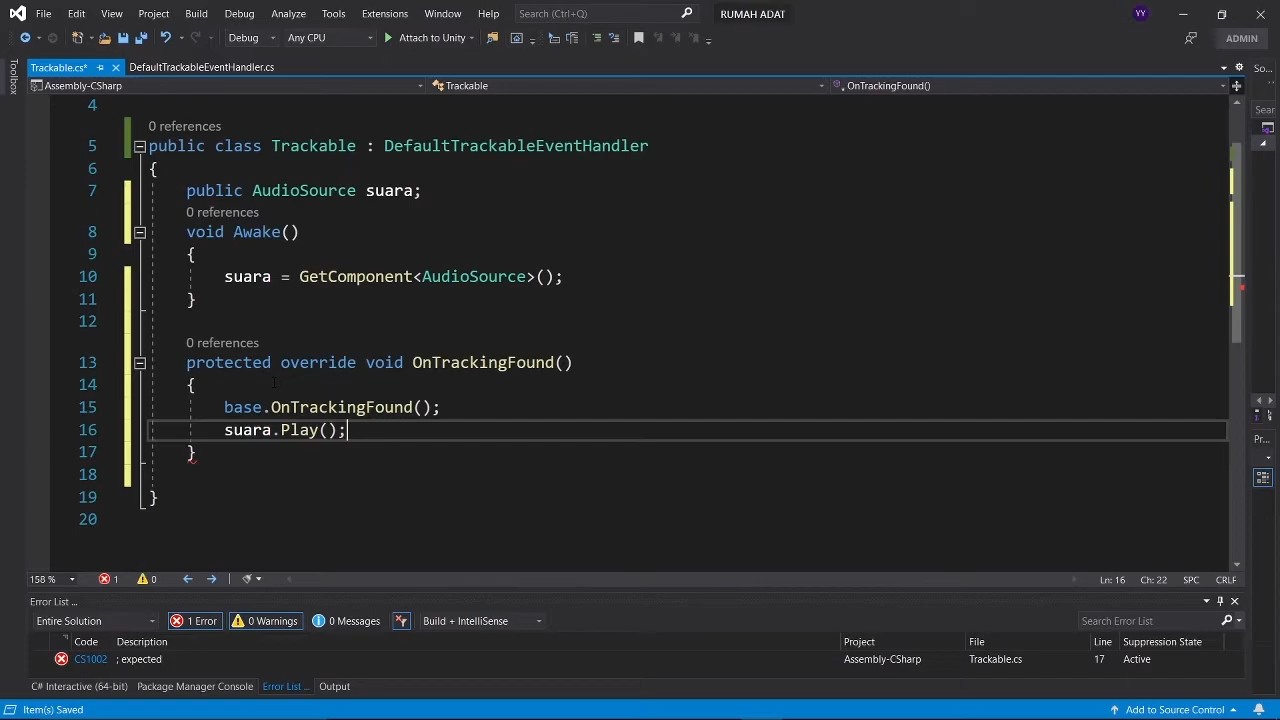 File Edit View Project Build Debug Analyze Tools Extensions Window Help Search (Ctrl+Q) RUMAH ADAT YY
Debug Any CPU Attach to Unity ADMIN
Toolbox
Trackable.cs* DefaultTrackableEventHandler.cs So...
Assembly-CSharp Trackable OnTrackingFound()
Sear
4
0 references
5 public class Trackable : DefaultTrackableEventHandler
6 {
7 public AudioSource suara;
0 references
8 void Awake()
9 {
10 suara = GetComponent<AudioSource>();
11 }
12
0 references
13 protected override void OnTrackingFound()
14 {
15 base.OnTrackingFound();
16 suara.Play();
17 }
18
19 }
20
Pr...
158 % 1 0 Ln: 16 Ch: 22 SPC CRLF
Error List ...
Entire Solution 1 Error 0 Warnings 0 Messages Build + IntelliSense Search Error List
Code Description Project File Line Suppression State
CS1002 ; expected Assembly-CSharp Trackable.cs 17 Active
C# Interactive (64-bit) Package Manager Console Error List ... Output
Item(s) Saved Add to Source Control